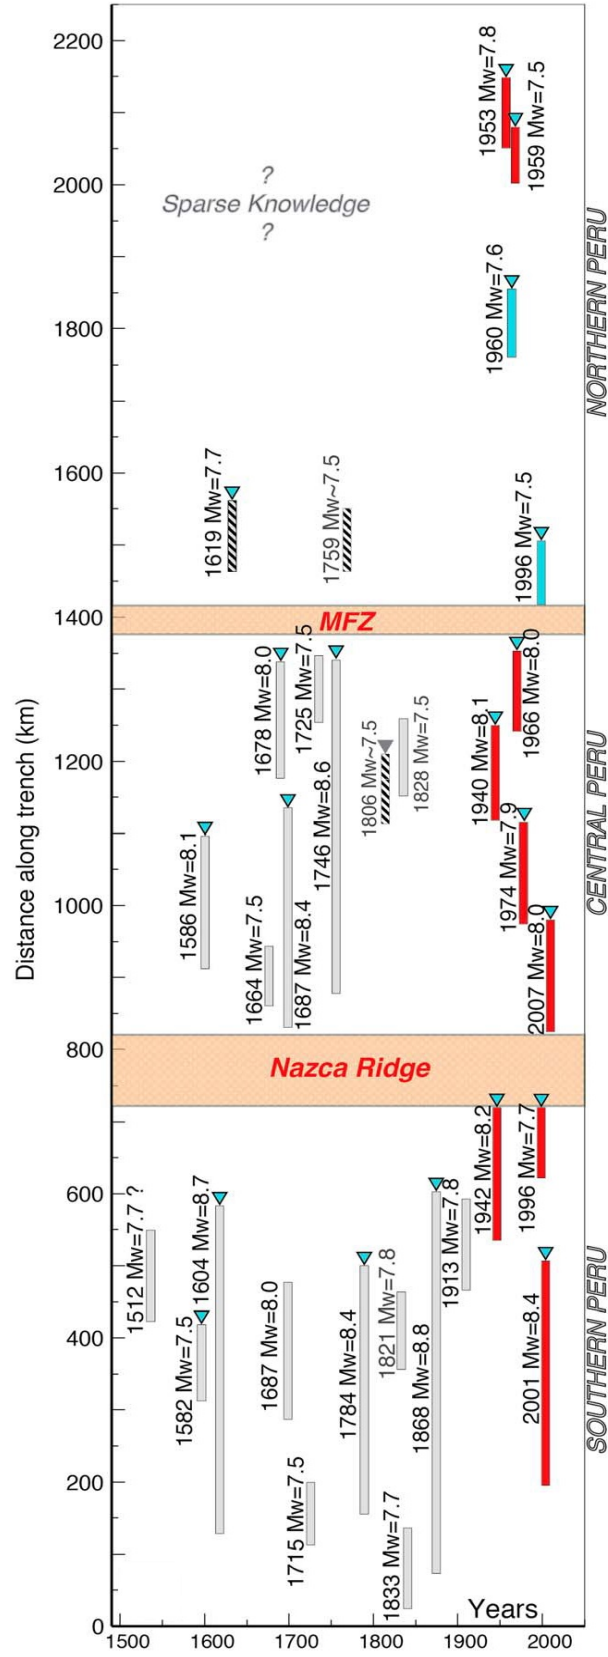 2200
1953 Mw=7.8
1959 Mw=7.5
2000
?
Sparse Knowledge
?
NORTHERN PERU
1960 Mw=7.6
1800
1600
1619 Mw=7.7
1759 Mw~7.5
1996 Mw=7.5
1400
MFZ
1678 Mw=8.0
1725 Mw=7.5
1966 Mw=8.0
1200
1746 Mw=8.6
1806 Mw~7.5
1828 Mw=7.5
1940 Mw=8.1
CENTRAL PERU
Distance along trench (km)
1586 Mw=8.1
1974 Mw=7.9
1000
1664 Mw=7.5
1687 Mw=8.4
2007 Mw=8.0
800
Nazca Ridge
1942 Mw=8.2
1996 Mw=7.7
600
1512 Mw=7.7 ?
1604 Mw=8.7
1913 Mw=7.8
400
1582 Mw=7.5
1687 Mw=8.0
1784 Mw=8.4
1821 Mw=7.8
1868 Mw=8.8
2001 Mw=8.4
SOUTHERN PERU
200
1715 Mw=7.5
1833 Mw=7.7
Years
0
1500 1600 1700 1800 1900 2000